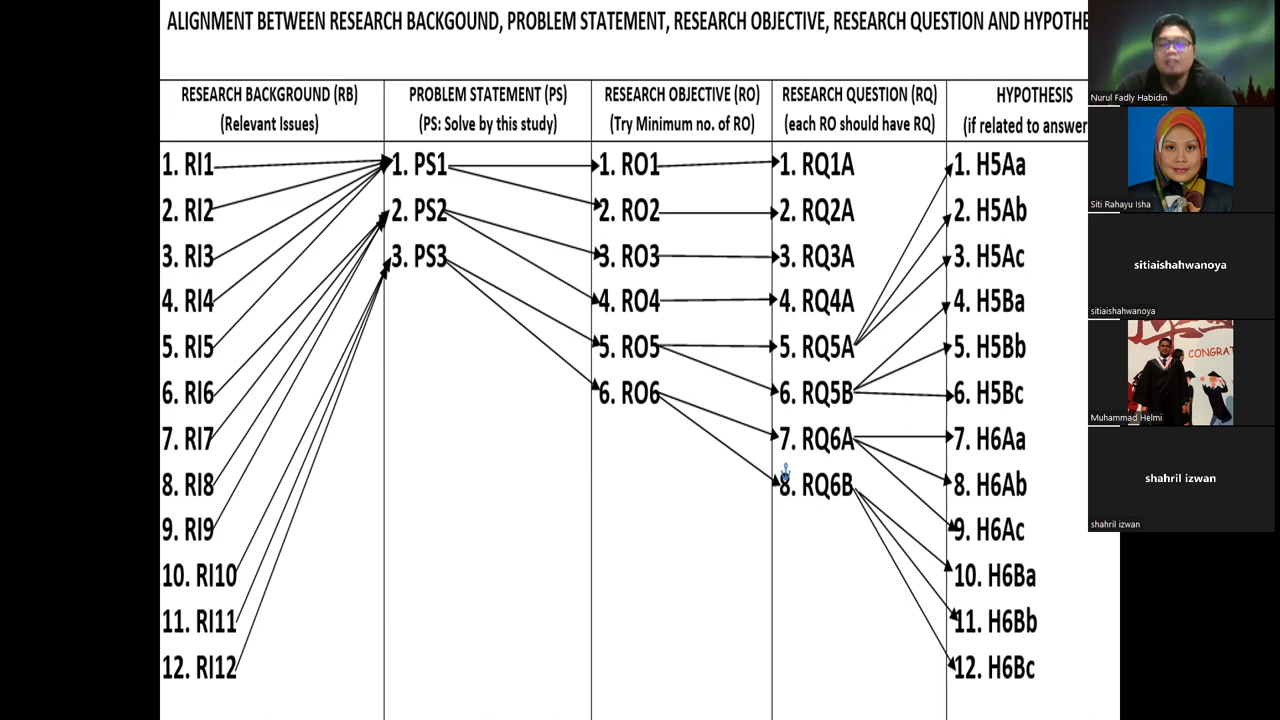 ALIGNMENT BETWEEN RESEARCH BACKGOUND, PROBLEM STATEMENT, RESEARCH OBJECTIVE, RESEARCH QUESTION AND HYPOTHE
RESEARCH BACKGROUND (RB)
(Relevant Issues)
1. RI1
2. RI2
3. RI3
4. RI4
5. RI5
6. RI6
7. RI7
8. RI8
9. RI9
10. RI10
11. RI11
12. RI12
PROBLEM STATEMENT (PS)
(PS: Solve by this study)
1. PS1
2. PS2
3. PS3
RESEARCH OBJECTIVE (RO)
(Try Minimum no. of RO)
1. RO1
2. RO2
3. RO3
4. RO4
5. RO5
6. RO6
RESEARCH QUESTION (RQ)
(each RO should have RQ)
1. RQ1A
2. RQ2A
3. RQ3A
4. RQ4A
5. RQ5A
6. RQ5B
7. RQ6A
8. RQ6B
HYPOTHESIS
(if related to answer
1. H5Aa
2. H5Ab
3. H5Ac
4. H5Ba
5. H5Bb
6. H5Bc
7. H6Aa
8. H6Ab
9. H6Ac
10. H6Ba
11. H6Bb
12. H6Bc
Nurul Fadly Habidin
Siti Rahayu Isha
sitiaishahwanoya
sitiaishahwanoya
CONGRAT
Muhammad Helmi
shahril izwan
shahril izwan